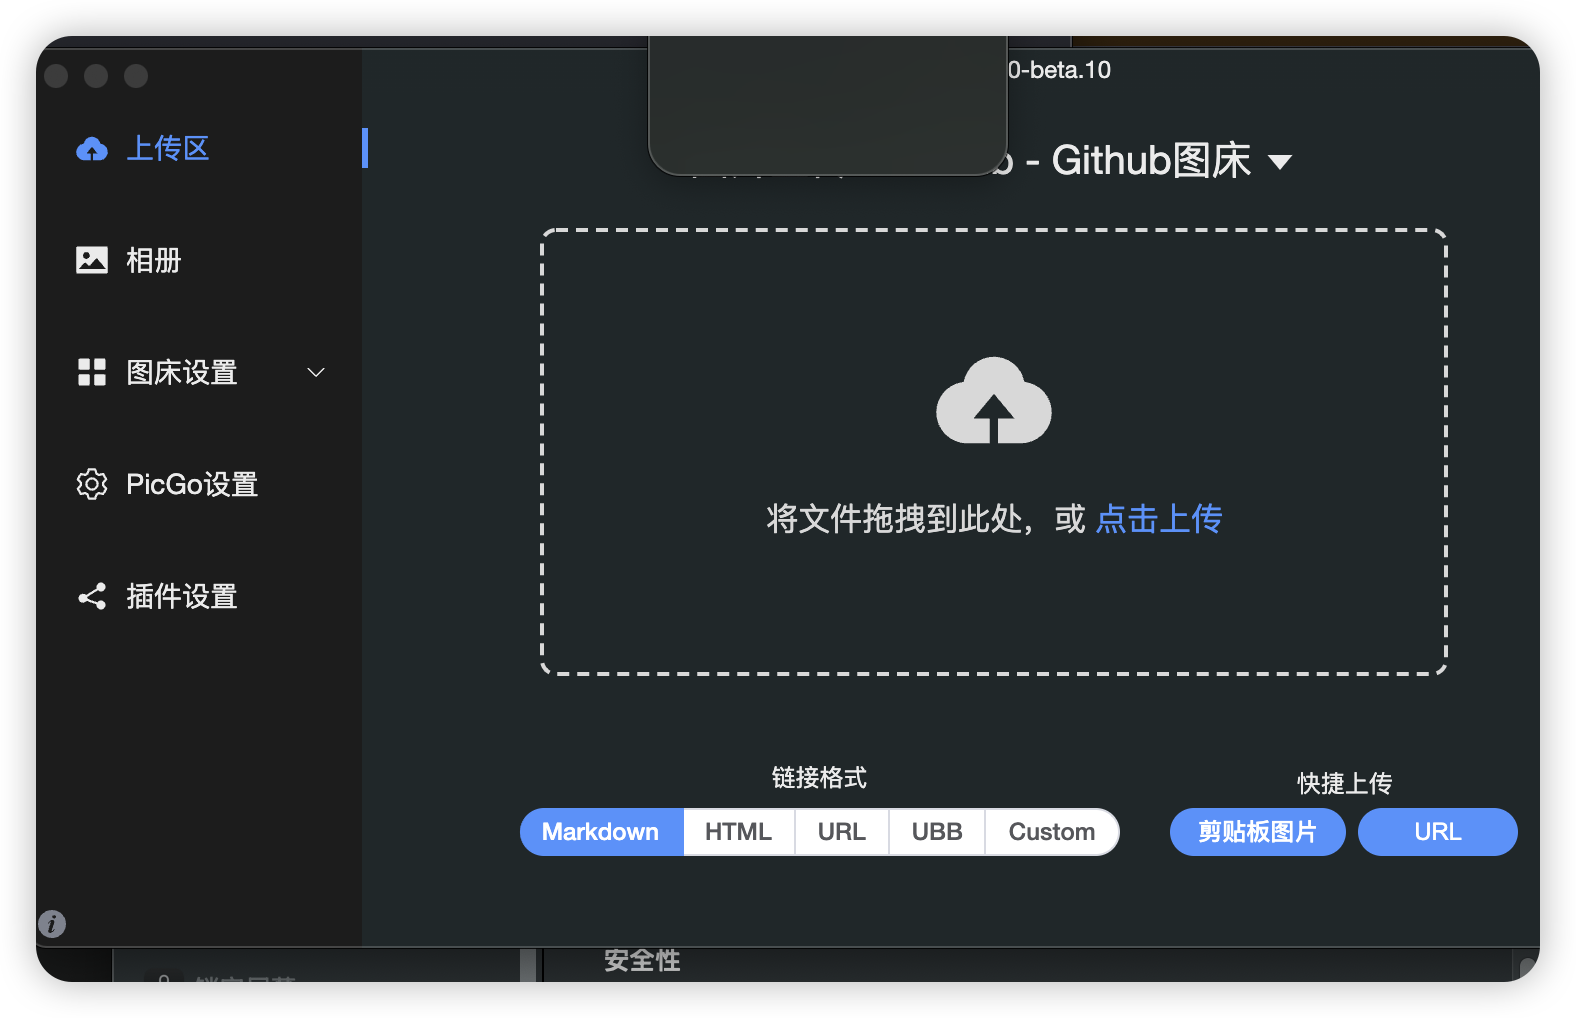 0-beta.10
上传区
相册
图床设置
PicGo设置
插件设置
- Github图床
将文件拖拽到此处，或 点击上传
链接格式
Markdown HTML URL UBB Custom
快捷上传
剪贴板图片 URL
安全性